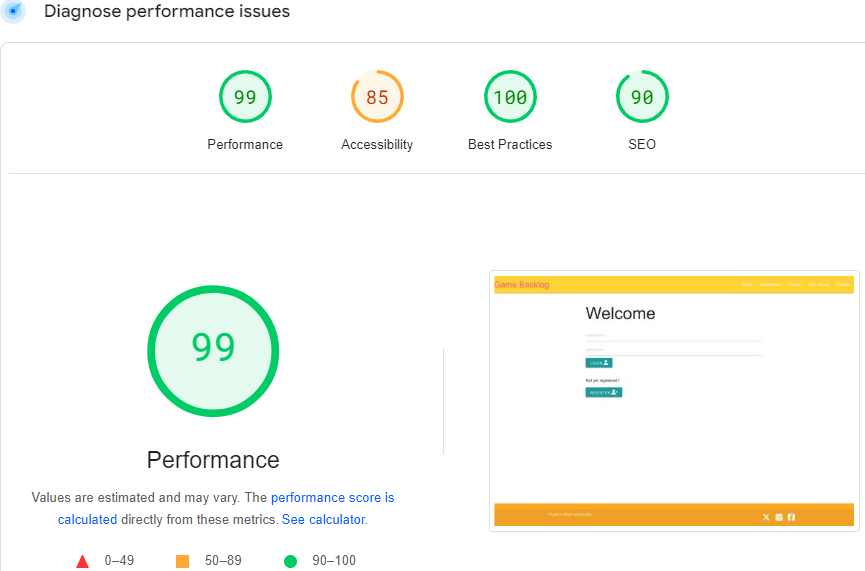 Diagnose performance issues
99
85
100
90
Performance
Accessibility
Best Practices
SEO
99
Performance
Values are estimated and may vary. The performance score is
calculated directly from these metrics. See calculator.
0–49
50–89
90–100
Game Backlog
Welcome
LOGIN
Not yet registered?
REGISTER